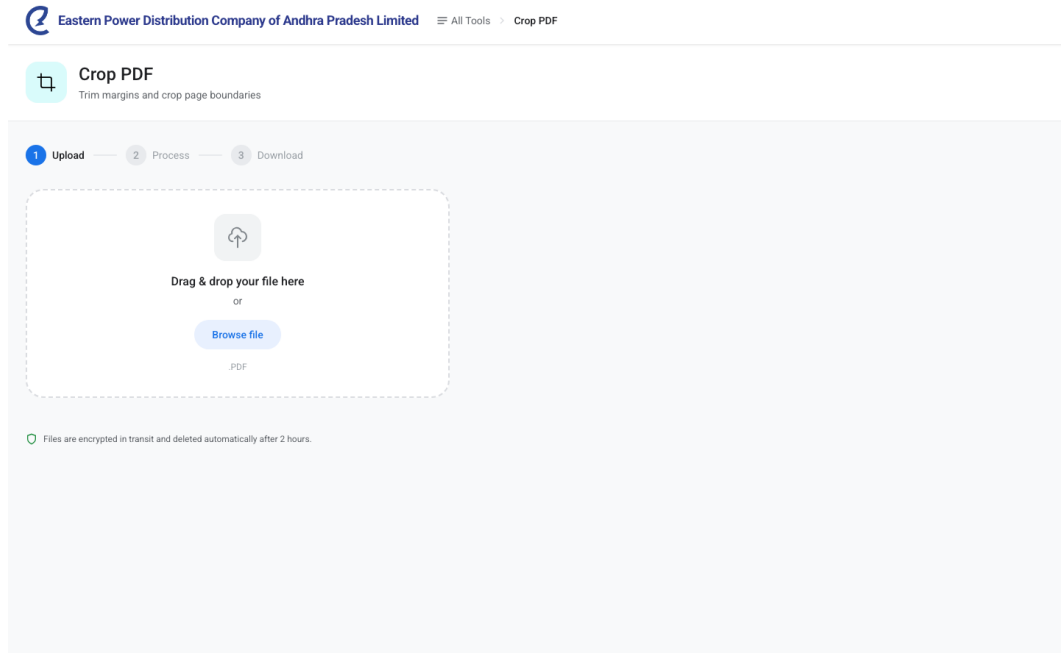 Eastern Power Distribution Company of Andhra Pradesh Limited All Tools > Crop PDF
Crop PDF
Trim margins and crop page boundaries
1 Upload 2 Process 3 Download
Drag & drop your file here
or
Browse file
.PDF
Files are encrypted in transit and deleted automatically after 2 hours.